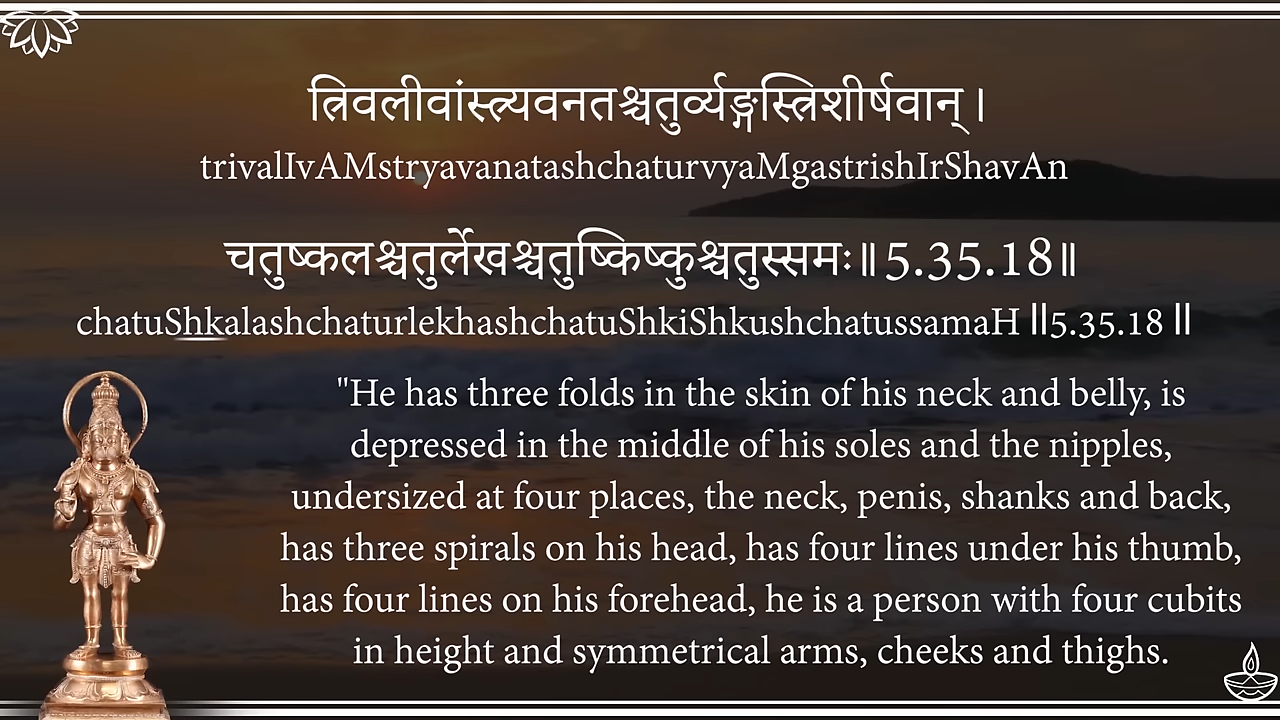 त्रिवलीवांस्त्र्यवनतश्चतुर्व्यङ्गस्त्रिशीर्षवान् ।
trivalIvAMstryavanatashchaturvyaMgastrishIrShavAn
चतुष्कलश्चतुर्लेखश्चतुष्किष्कुश्चतुस्समः॥5.35.18॥
chatuShkalashchaturlekhashchatuShkiShkushchatussamaH ||5.35.18 ||
"He has three folds in the skin of his neck and belly, is
depressed in the middle of his soles and the nipples,
undersized at four places, the neck, penis, shanks and back,
has three spirals on his head, has four lines under his thumb,
has four lines on his forehead, he is a person with four cubits
in height and symmetrical arms, cheeks and thighs.